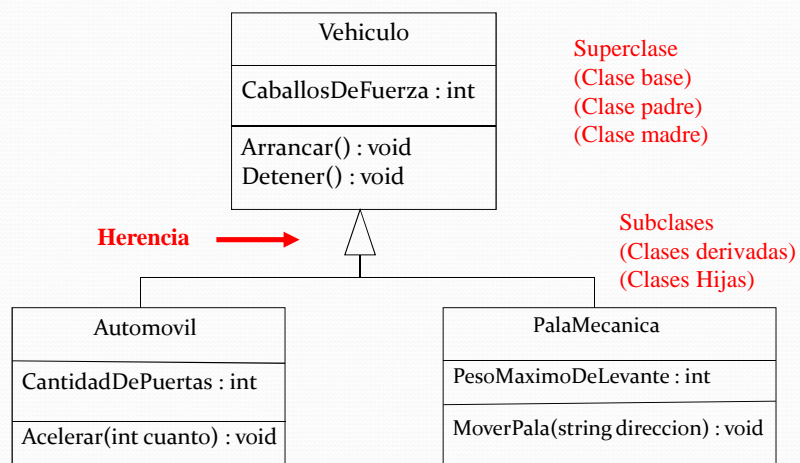 Vehiculo
CaballosDeFuerza : int
Arrancar() : void
Detener() : void
Superclase
(Clase base)
(Clase padre)
(Clase madre)
Herencia
Subclases
(Clases derivadas)
(Clases Hijas)
Automovil
CantidadDePuertas : int
Acelerar(int cuanto) : void
PalaMecanica
PesoMaximoDeLevante : int
MoverPala(string direccion) : void